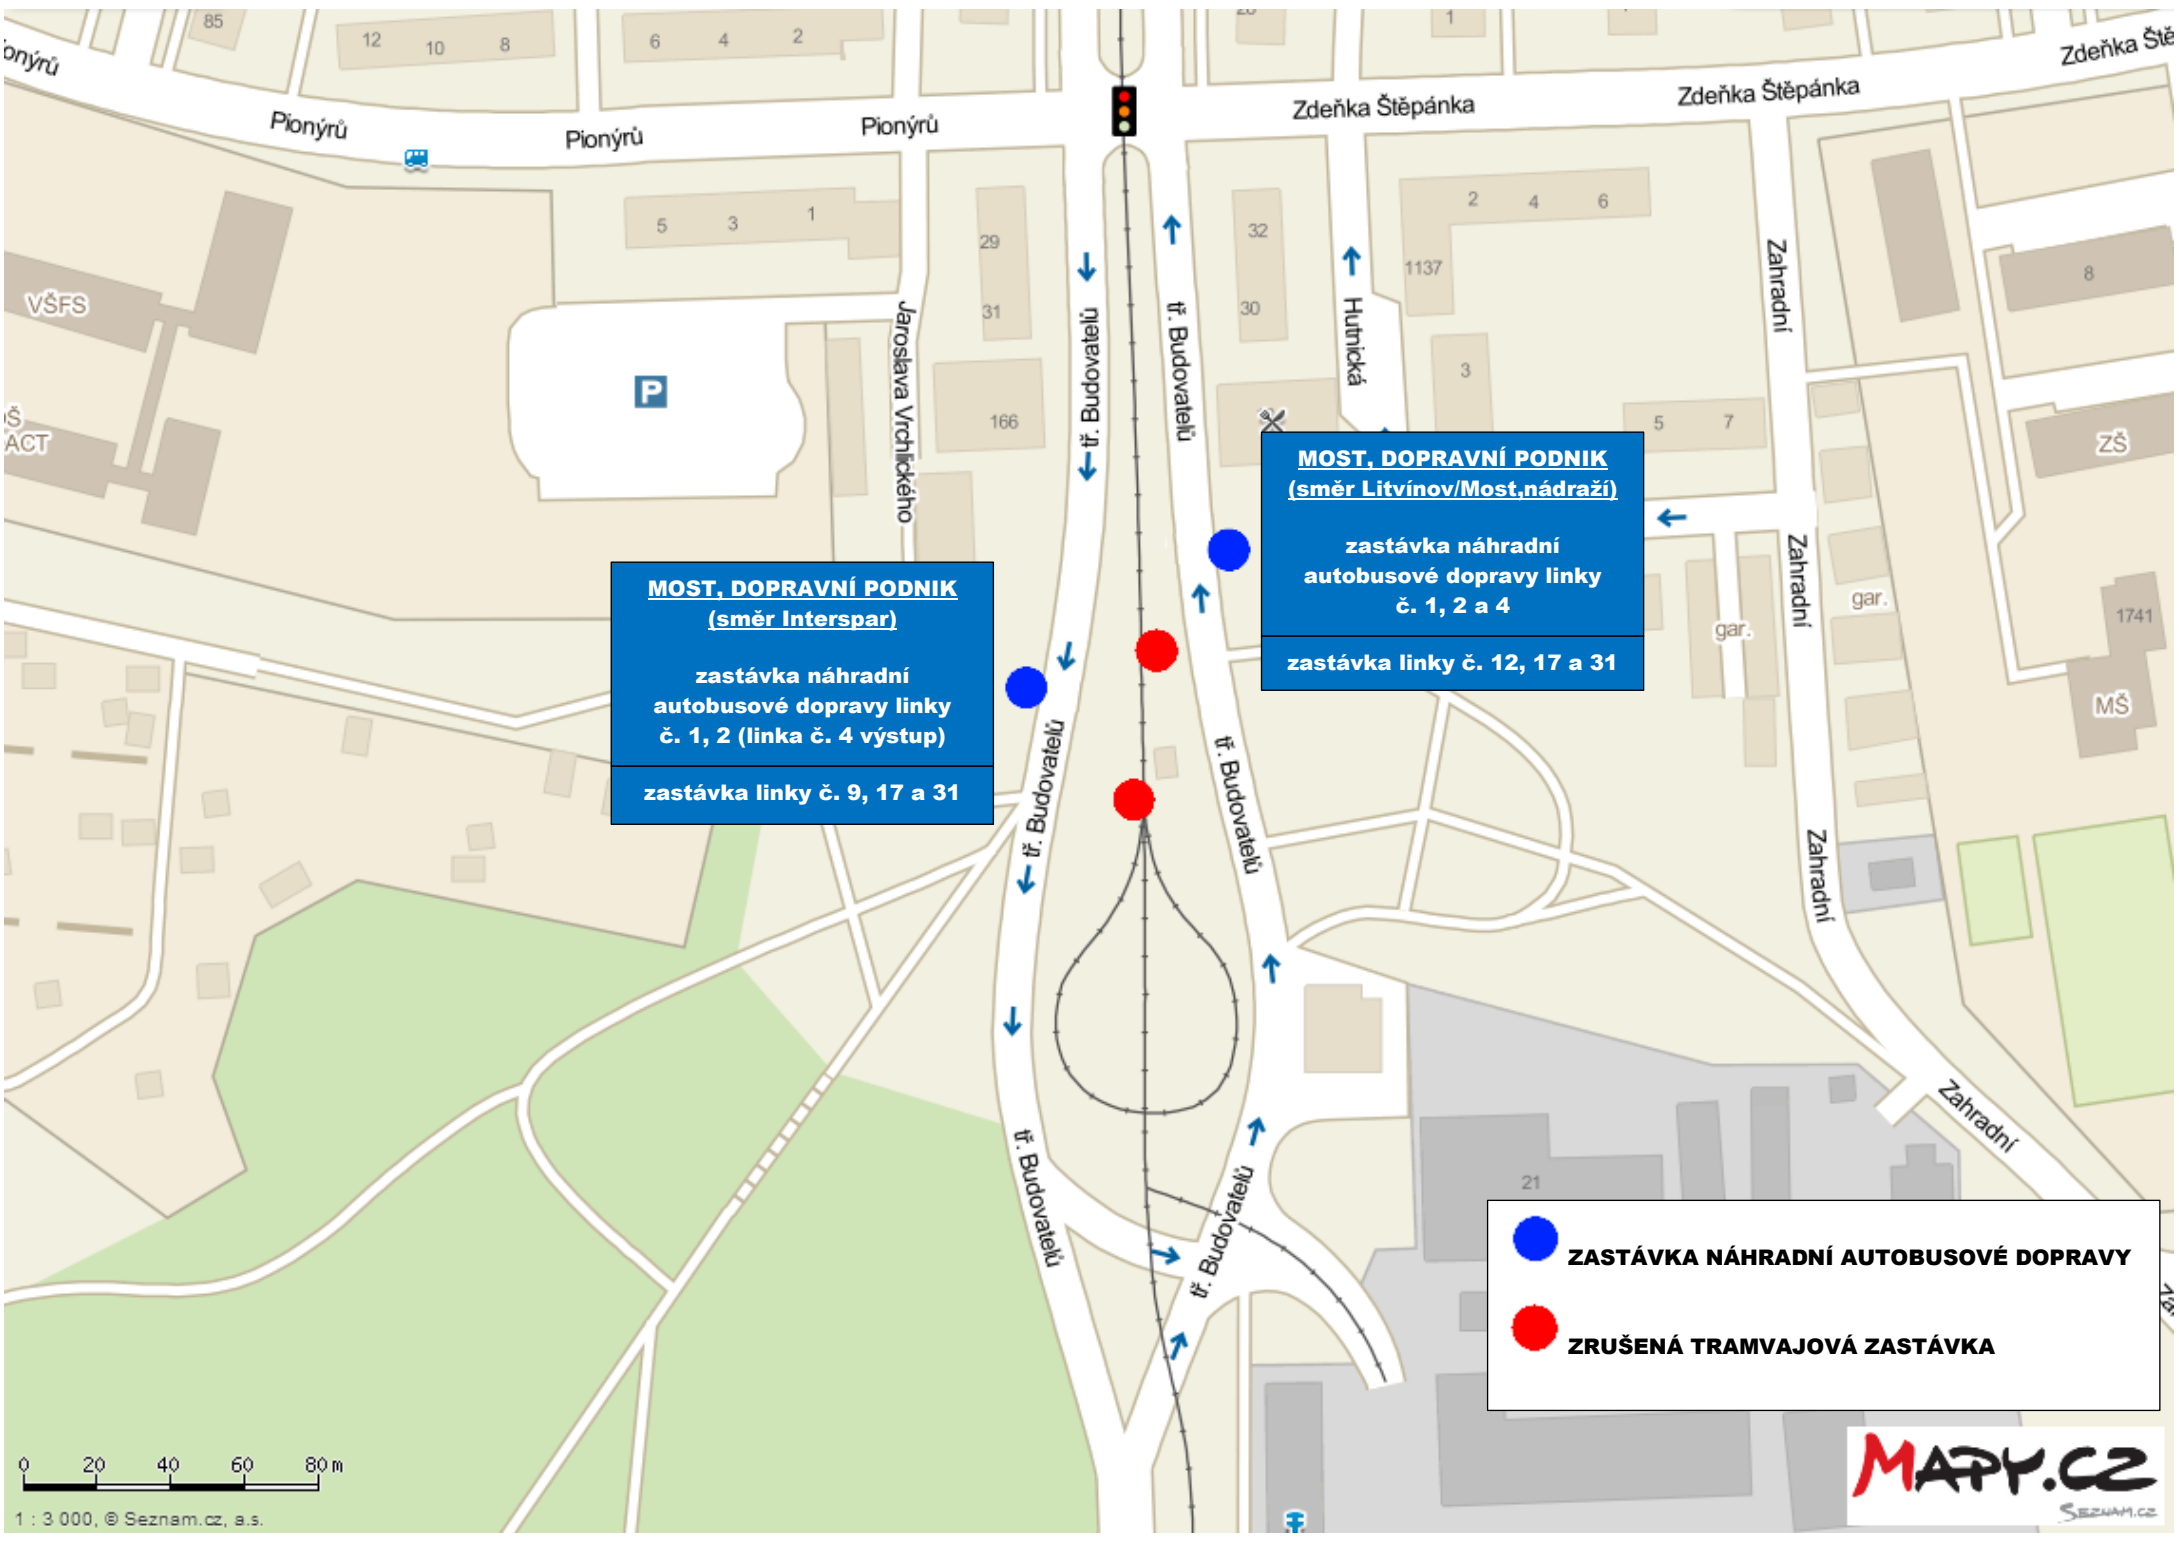 85
12
10
8
6
4
2
1
Zdeňka Ště
onýrů
Pionýrů
Pionýrů
Pionýrů
Zdeňka Štěpánka
Zdeňka Štěpánka
5
3
1
29
31
166
32
30
2
4
6
1137
3
5
7
8
VŠFS
Š
ACT
P
Jaroslava Vrchlického
tř. Budovatelů
tř. Budovatelů
Hutnická
Zahradní
ZŠ
MOST, DOPRAVNÍ PODNIK
(směr Litvínov/Most,nádraží)
zastávka náhradní
autobusové dopravy linky
č. 1, 2 a 4
zastávka linky č. 12, 17 a 31
MOST, DOPRAVNÍ PODNIK
(směr Interspar)
zastávka náhradní
autobusové dopravy linky
č. 1, 2 (linka č. 4 výstup)
zastávka linky č. 9, 17 a 31
Zahradní
gar.
gar.
1741
MŠ
tř. Budovatelů
tř. Budovatelů
Zahradní
Zahradní
tř. Budovatelů
tř. Budovatelů
21
ZASTÁVKA NÁHRADNÍ AUTOBUSOVÉ DOPRAVY
ZRUŠENÁ TRAMVAJOVÁ ZASTÁVKA
0 20 40 60 80 m
1 : 3 000, © Seznam.cz, a.s.
MAPY.CZ
SEZNAM.CZ